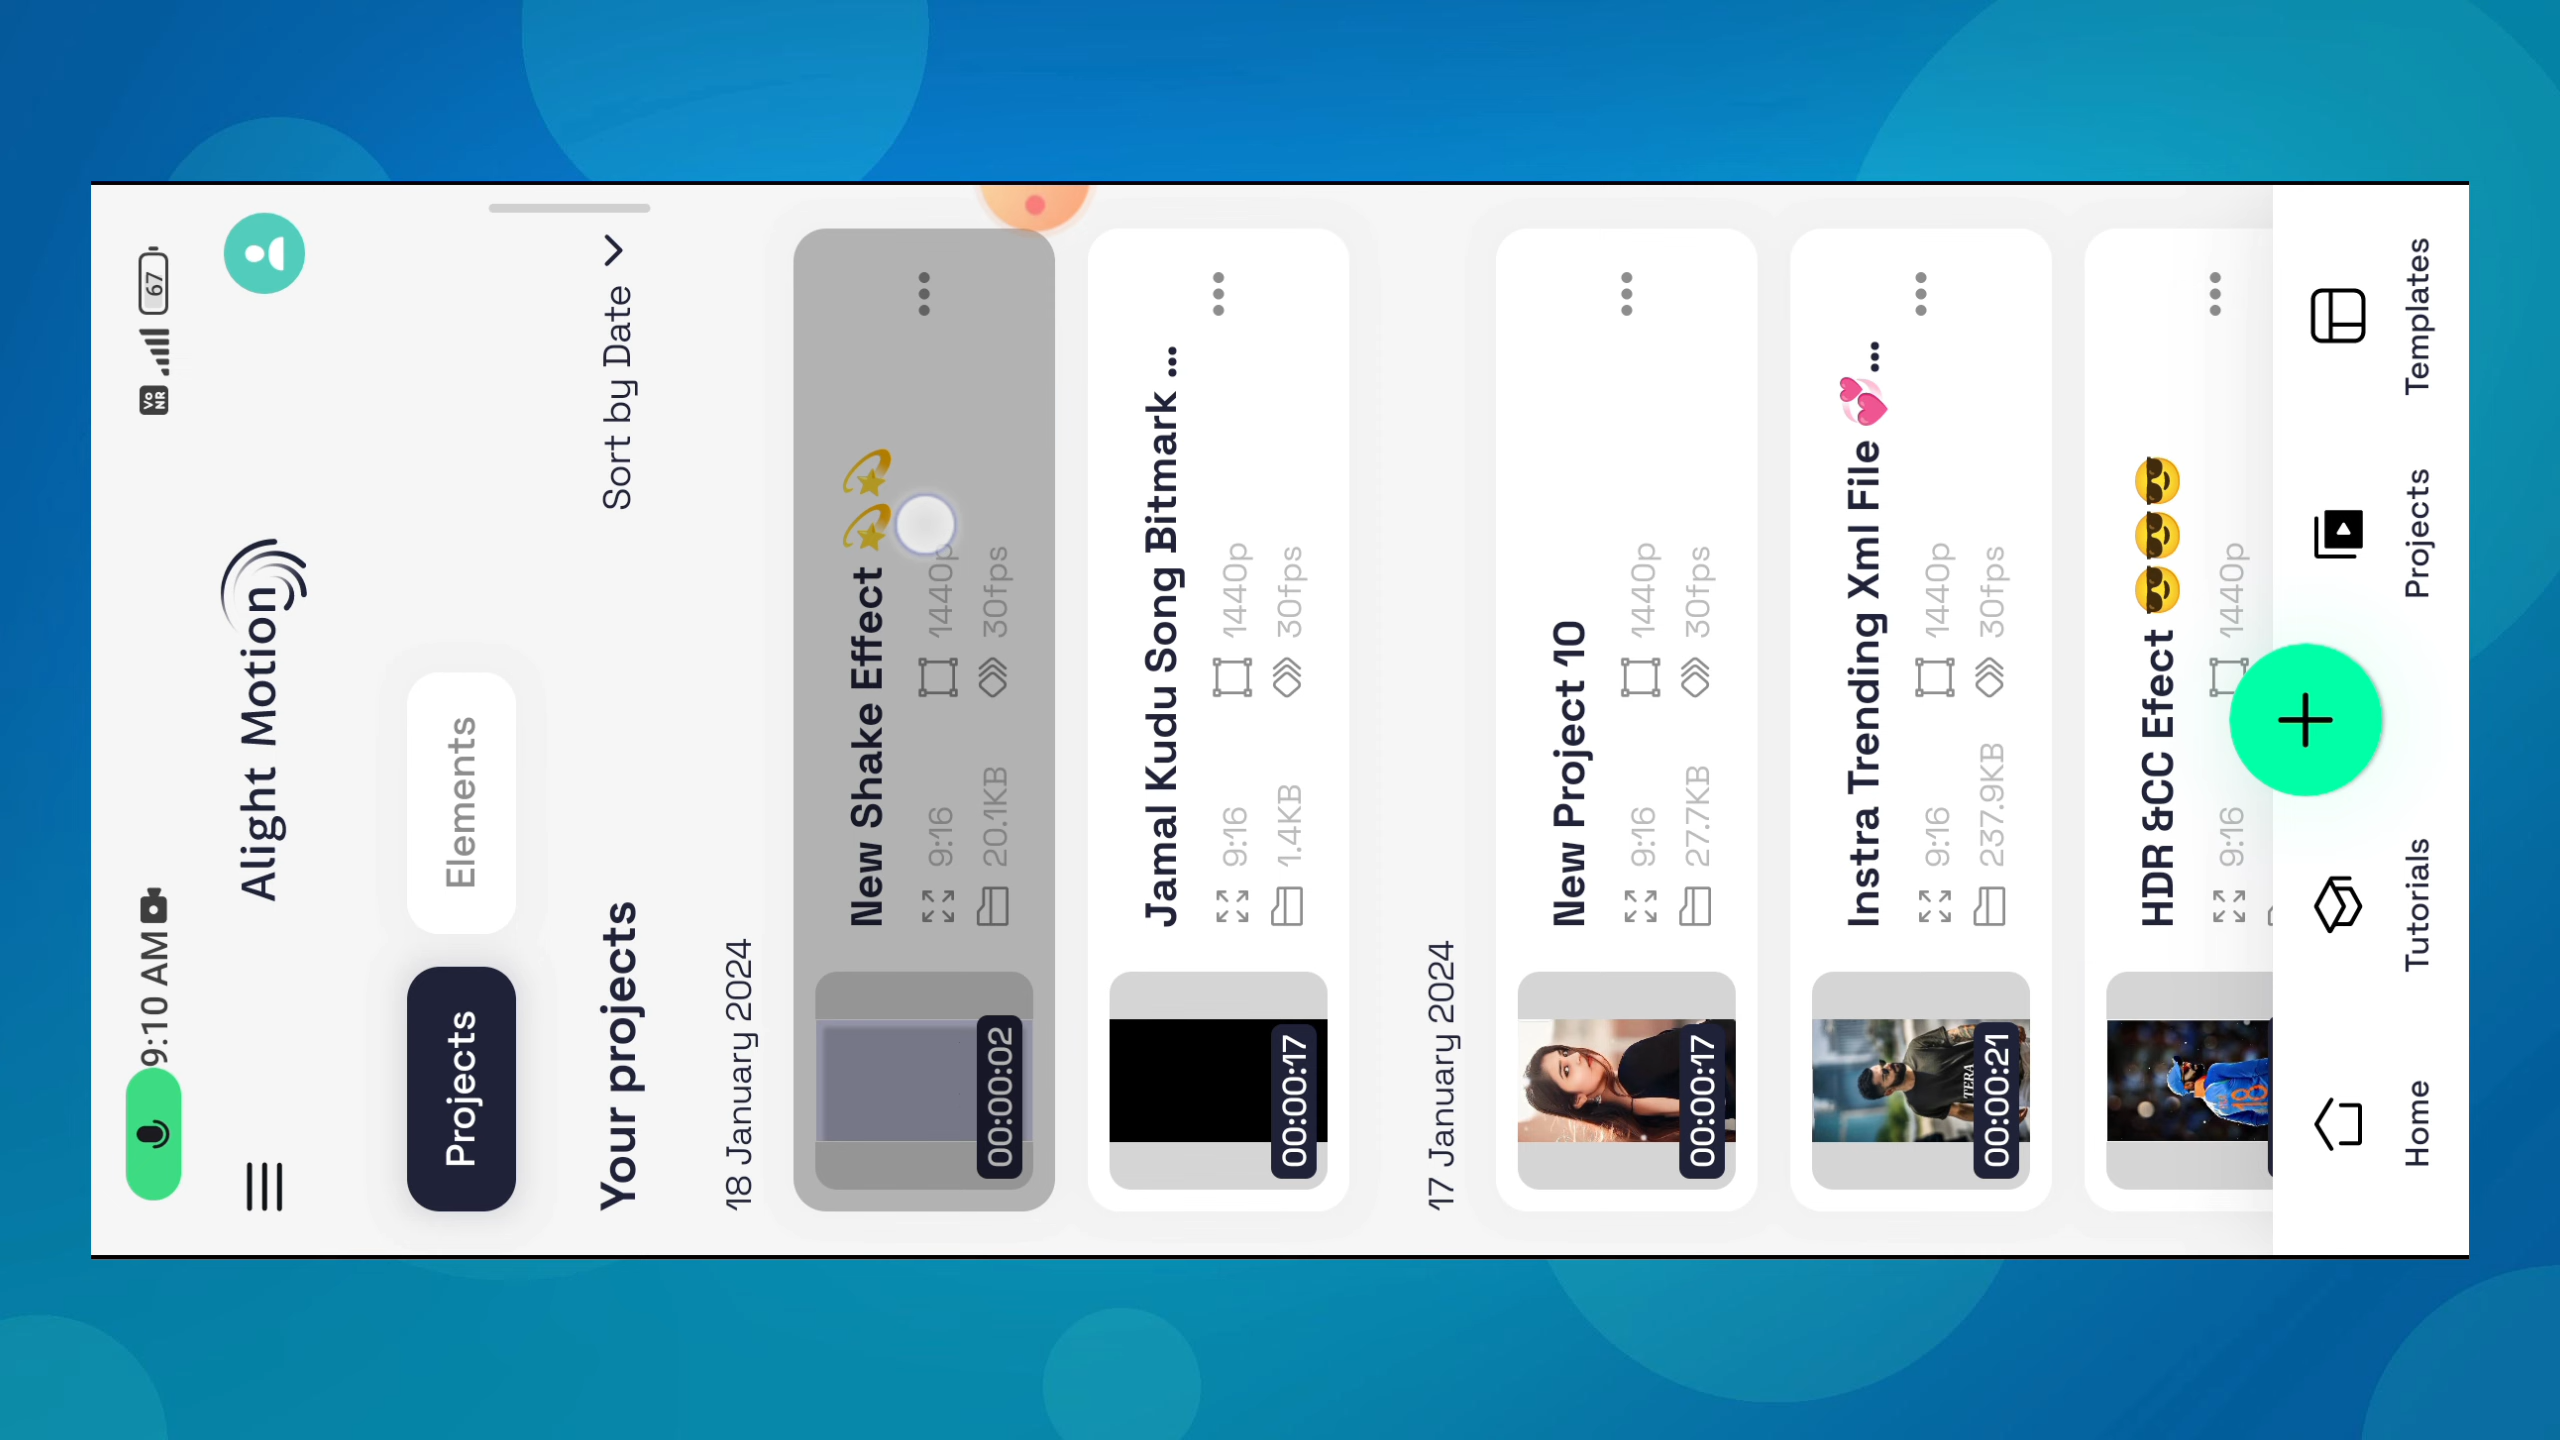 9:10 AM
Vo
NR
67
Alight Motion
Projects
Elements
Your projects
Sort by Date
18 January 2024
New Shake Effect 💫💫
9:16
1440p
20.1KB
30fps
00:00:02
Jamal Kudu Song Bitmark ...
9:16
1440p
1.4KB
30fps
00:00:17
17 January 2024
New Project 10
9:16
1440p
27.7KB
30fps
00:00:17
Instra Trending Xml File 💞...
9:16
1440p
237.9KB
30fps
TERA
00:00:21
HDR &CC Efect 😎😎😎
9:16
1440p
18
Home
Tutorials
Projects
Templates